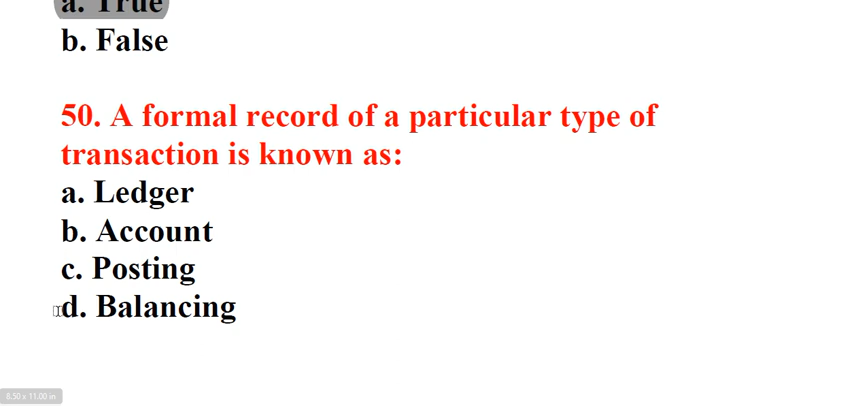 a. True
b. False
50. A formal record of a particular type of
transaction is known as:
a. Ledger
b. Account
c. Posting
d. Balancing
8.50 x 11.00 in